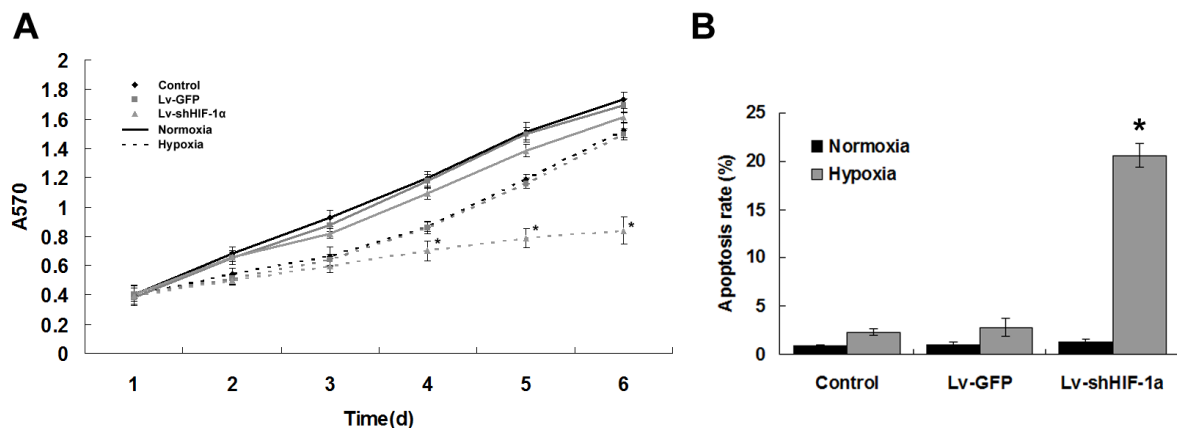 A
2
1.8
1.6
1.4
1.2
1
0.8
0.6
0.4
0.2
0
A570
Control
Lv-GFP
Lv-shHIF-1α
Normoxia
Hypoxia
*
*
*
1 2 3 4 5 6
Time(d)
B
25
20
15
10
5
0
Apoptosis rate (%)
Normoxia
Hypoxia
*
Control Lv-GFP Lv-shHIF-1a